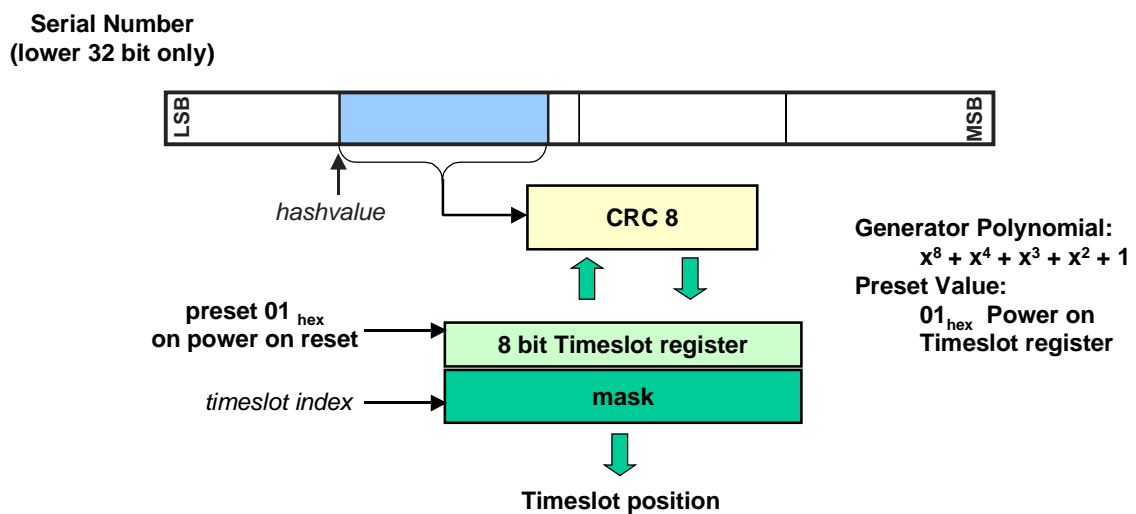 Serial Number
(lower 32 bit only)
LSB
MSB
hashvalue
CRC 8
Generator Polynomial:
x⁸ + x⁴ + x³ + x² + 1
Preset Value:
01hex Power on
Timeslot register
preset 01 hex
on power on reset
8 bit Timeslot register
timeslot index
mask
Timeslot position